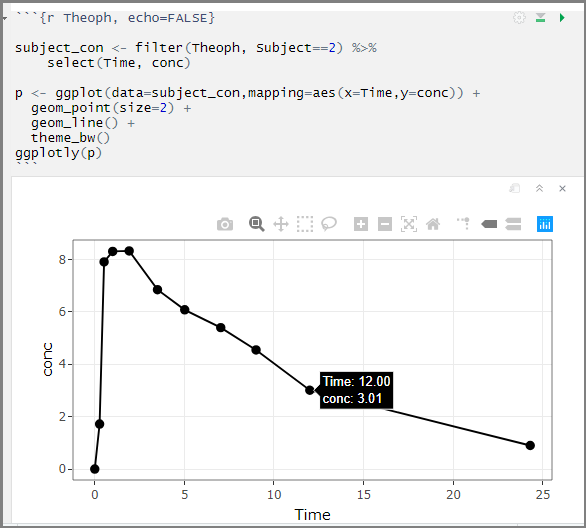 ```{r Theoph, echo=FALSE}
subject_con <- filter(Theoph, Subject==2) %>%
    select(Time, conc)
p <- ggplot(data=subject_con,mapping=aes(x=Time,y=conc)) +
  geom_point(size=2) +
  geom_line() +
  theme_bw()
ggplotly(p)
```
8
6
4
2
0
conc
Time: 12.00
conc: 3.01
0 5 10 15 20 25
Time